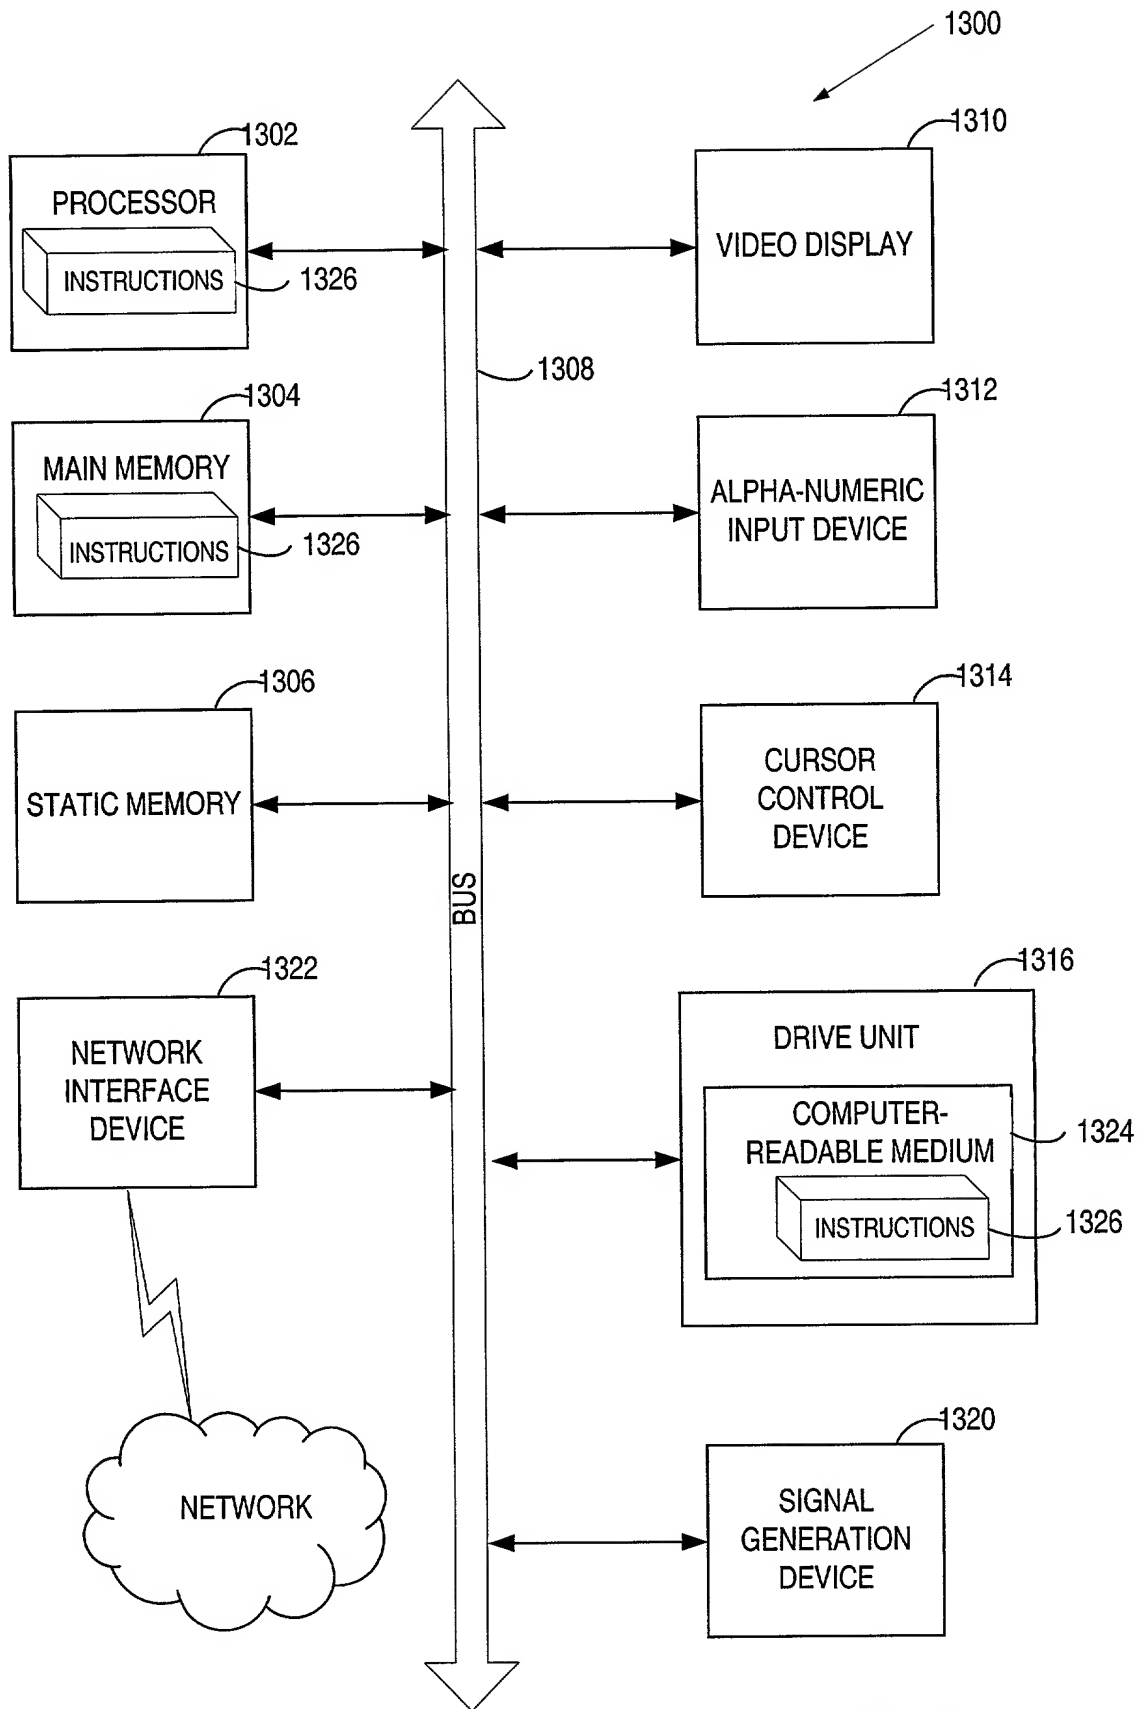 1300
1302
PROCESSOR
INSTRUCTIONS
1326
1304
MAIN MEMORY
INSTRUCTIONS
1326
1306
STATIC MEMORY
1322
NETWORK
INTERFACE
DEVICE
NETWORK
1308
BUS
1310
VIDEO DISPLAY
1312
ALPHA-NUMERIC
INPUT DEVICE
1314
CURSOR
CONTROL
DEVICE
1316
DRIVE UNIT
COMPUTER-
READABLE MEDIUM
1324
INSTRUCTIONS
1326
1320
SIGNAL
GENERATION
DEVICE